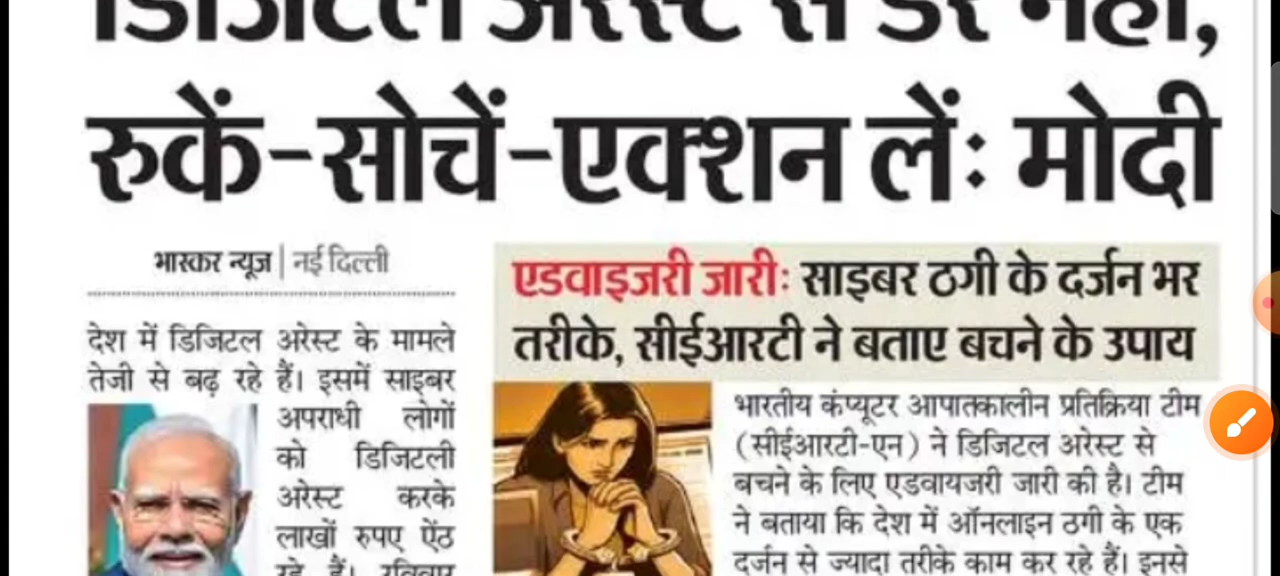 डिजिटल अरेस्ट से डरें नहीं,
रुकें-सोचें-एक्शन लेंः मोदी
भास्कर न्यूज | नई दिल्ली
देश में डिजिटल अरेस्ट के मामले
तेजी से बढ़ रहे हैं। इसमें साइबर
अपराधी लोगों
को डिजिटली
अरेस्ट करके
लाखों रुपए ऐंठ
रहे हैं। रविवार
एडवाइजरी जारीः साइबर ठगी के दर्जन भर
तरीके, सीईआरटी ने बताए बचने के उपाय
भारतीय कंप्यूटर आपातकालीन प्रतिक्रिया टीम
(सीईआरटी-एन) ने डिजिटल अरेस्ट से
बचने के लिए एडवायजरी जारी की है। टीम
ने बताया कि देश में ऑनलाइन ठगी के एक
दर्जन से ज्यादा तरीके काम कर रहे हैं। इनसे